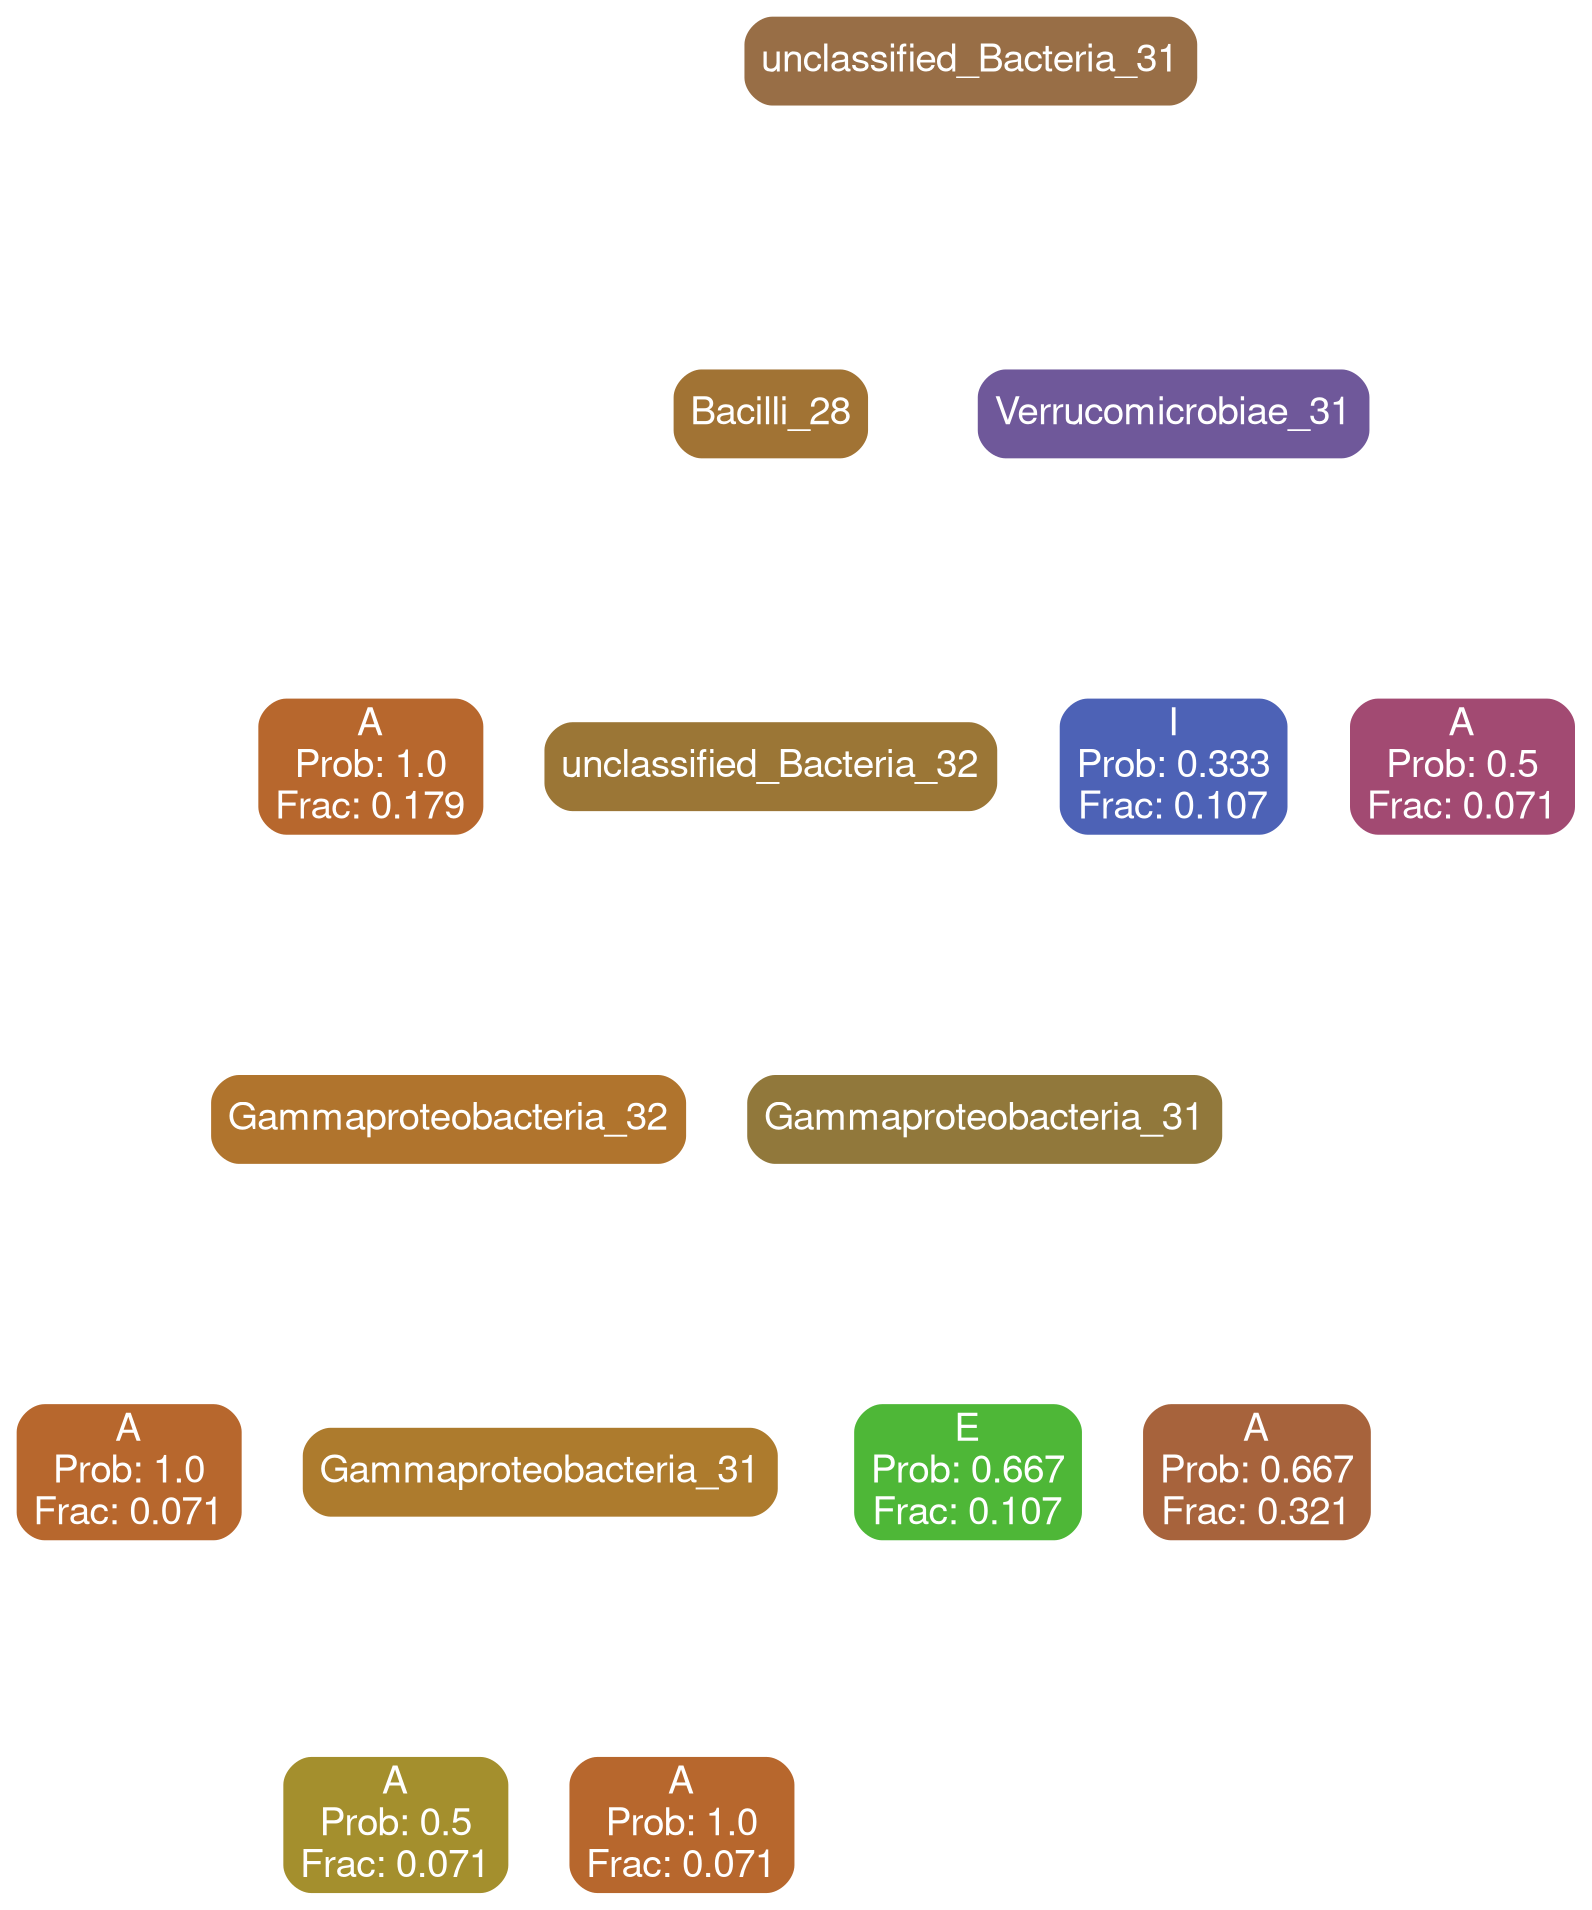 unclassified_Bacteria_31
Bacilli_28
Verrucomicrobiae_31
A
Prob: 1.0
Frac: 0.179
unclassified_Bacteria_32
I
Prob: 0.333
Frac: 0.107
A
Prob: 0.5
Frac: 0.071
Gammaproteobacteria_32
Gammaproteobacteria_31
A
Prob: 1.0
Frac: 0.071
Gammaproteobacteria_31
E
Prob: 0.667
Frac: 0.107
A
Prob: 0.667
Frac: 0.321
A
Prob: 0.5
Frac: 0.071
A
Prob: 1.0
Frac: 0.071